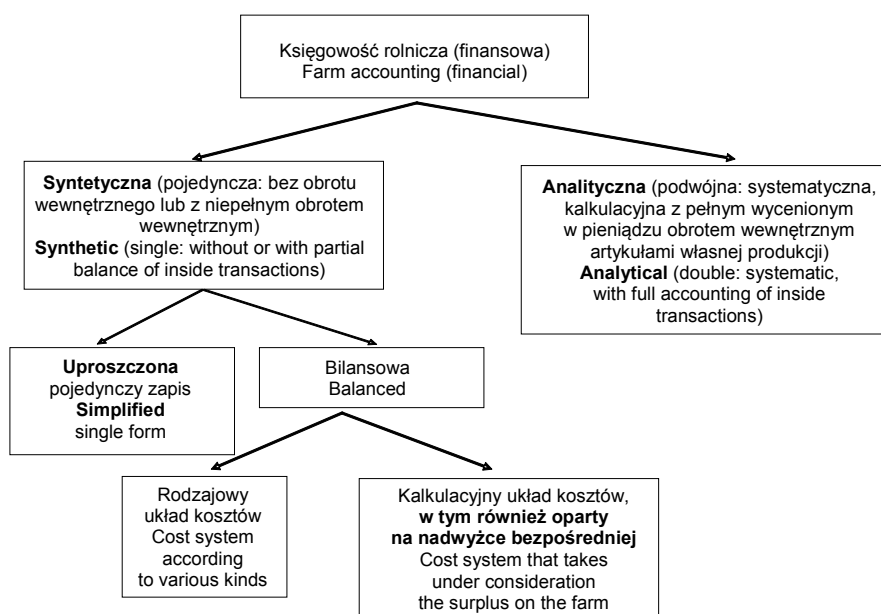 Księgowość rolnicza (finansowa)
Farm accounting (financial)
Syntetyczna (pojedyncza: bez obrotu
wewnętrznego lub z niepełnym obrotem
wewnętrznym)
Synthetic (single: without or with partial
balance of inside transactions)
Analityczna (podwójna: systematyczna,
kalkulacyjna z pełnym wycenionym
w pieniądzu obrotem wewnętrznym
artykułami własnej produkcji)
Analytical (double: systematic,
with full accounting of inside
transactions)
Uproszczona
pojedynczy zapis
Simplified
single form
Bilansowa
Balanced
Rodzajowy
układ kosztów
Cost system
according
to various kinds
Kalkulacyjny układ kosztów,
w tym również oparty
na nadwyżce bezpośredniej
Cost system that takes
under consideration
the surplus on the farm